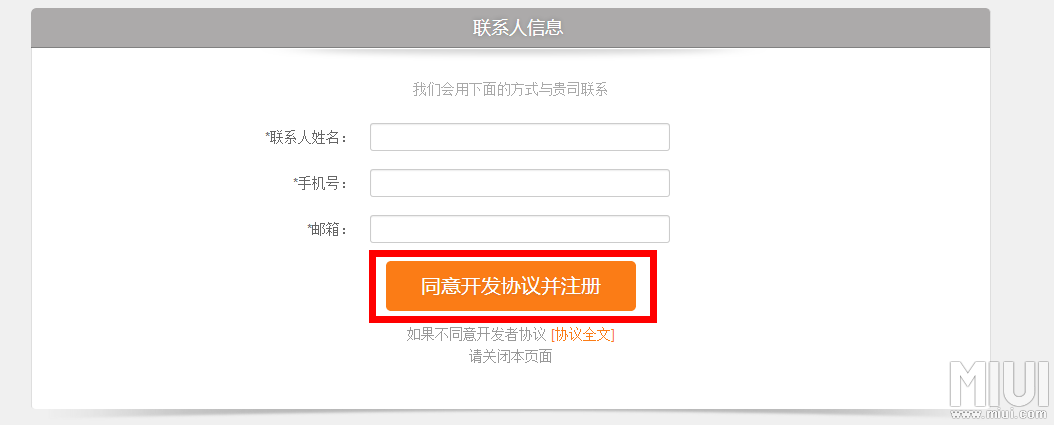 联系人信息
我们会用下面的方式与贵司联系
*联系人姓名：
*手机号：
*邮箱：
同意开发协议并注册
如果不同意开发者协议 [协议全文]
请关闭本页面
MIUI
www.miui.com